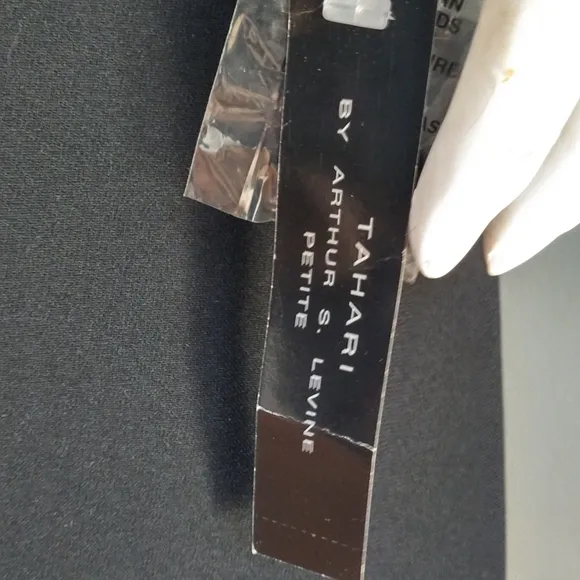 TAHARI
BY ARTHUR S. LEVINE
PETITE